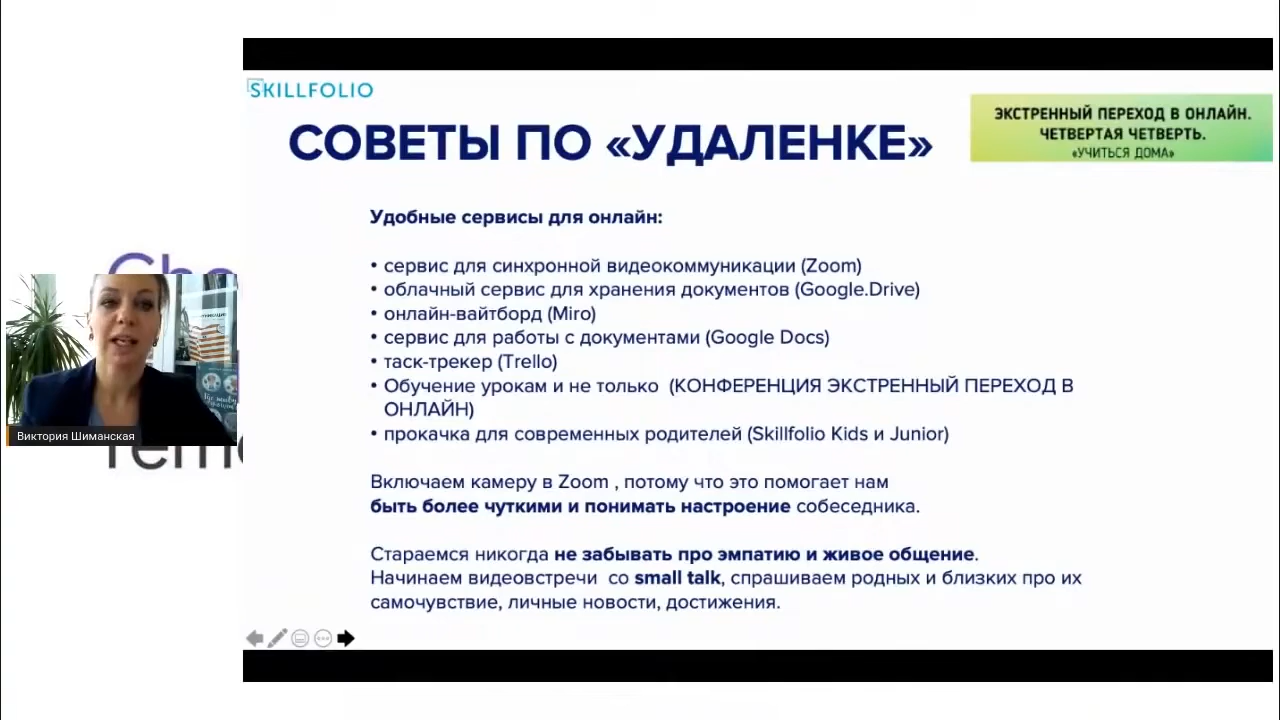 SKILLFOLIO
СОВЕТЫ ПО «УДАЛЕНКЕ»
ЭКСТРЕННЫЙ ПЕРЕХОД В ОНЛАЙН.
ЧЕТВЕРТАЯ ЧЕТВЕРТЬ.
«УЧИТЬСЯ ДОМА»
Удобные сервисы для онлайн:
• сервис для синхронной видеокоммуникации (Zoom)
• облачный сервис для хранения документов (Google.Drive)
• онлайн-вайтборд (Miro)
• сервис для работы с документами (Google Docs)
• таск-трекер (Trello)
• Обучение урокам и не только (КОНФЕРЕНЦИЯ ЭКСТРЕННЫЙ ПЕРЕХОД В
ОНЛАЙН)
• прокачка для современных родителей (Skillfolio Kids и Junior)
Включаем камеру в Zoom , потому что это помогает нам
быть более чуткими и понимать настроение собеседника.
Стараемся никогда не забывать про эмпатию и живое общение.
Начинаем видеовстречи со small talk, спрашиваем родных и близких про их
самочувствие, личные новости, достижения.
Виктория Шиманская